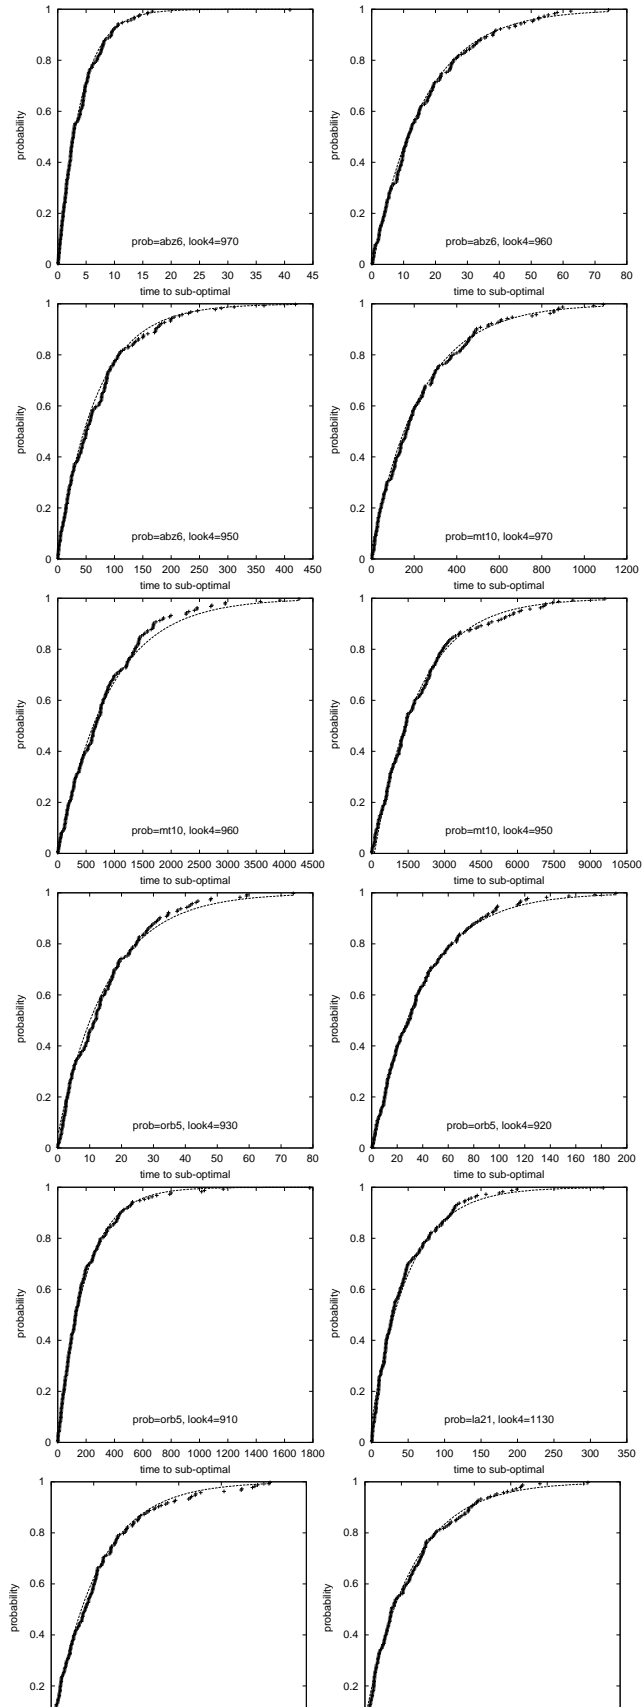 1
0.8
0.6
0.4
0.2
0
probability
prob=abz6, look4=970
0 5 10 15 20 25 30 35 40 45
time to sub-optimal
1
0.8
0.6
0.4
0.2
0
probability
prob=abz6, look4=960
0 10 20 30 40 50 60 70 80
time to sub-optimal
1
0.8
0.6
0.4
0.2
0
probability
prob=abz6, look4=950
0 50 100 150 200 250 300 350 400 450
time to sub-optimal
1
0.8
0.6
0.4
0.2
0
probability
prob=mt10, look4=970
0 200 400 600 800 1000 1200
time to sub-optimal
1
0.8
0.6
0.4
0.2
0
probability
prob=mt10, look4=960
0 500 1000 1500 2000 2500 3000 3500 4000 4500
time to sub-optimal
1
0.8
0.6
0.4
0.2
0
probability
prob=mt10, look4=950
0 1500 3000 4500 6000 7500 9000 10500
time to sub-optimal
1
0.8
0.6
0.4
0.2
0
probability
prob=orb5, look4=930
0 10 20 30 40 50 60 70 80
time to sub-optimal
1
0.8
0.6
0.4
0.2
0
probability
prob=orb5, look4=920
0 20 40 60 80 100 120 140 160 180 200
time to sub-optimal
1
0.8
0.6
0.4
0.2
0
probability
prob=orb5, look4=910
0 200 400 600 800 1000 1200 1400 1600 1800
time to sub-optimal
1
0.8
0.6
0.4
0.2
0
probability
prob=la21, look4=1130
0 50 100 150 200 250 300 350
time to sub-optimal
1
0.8
0.6
0.4
0.2
probability
1
0.8
0.6
0.4
0.2
probability